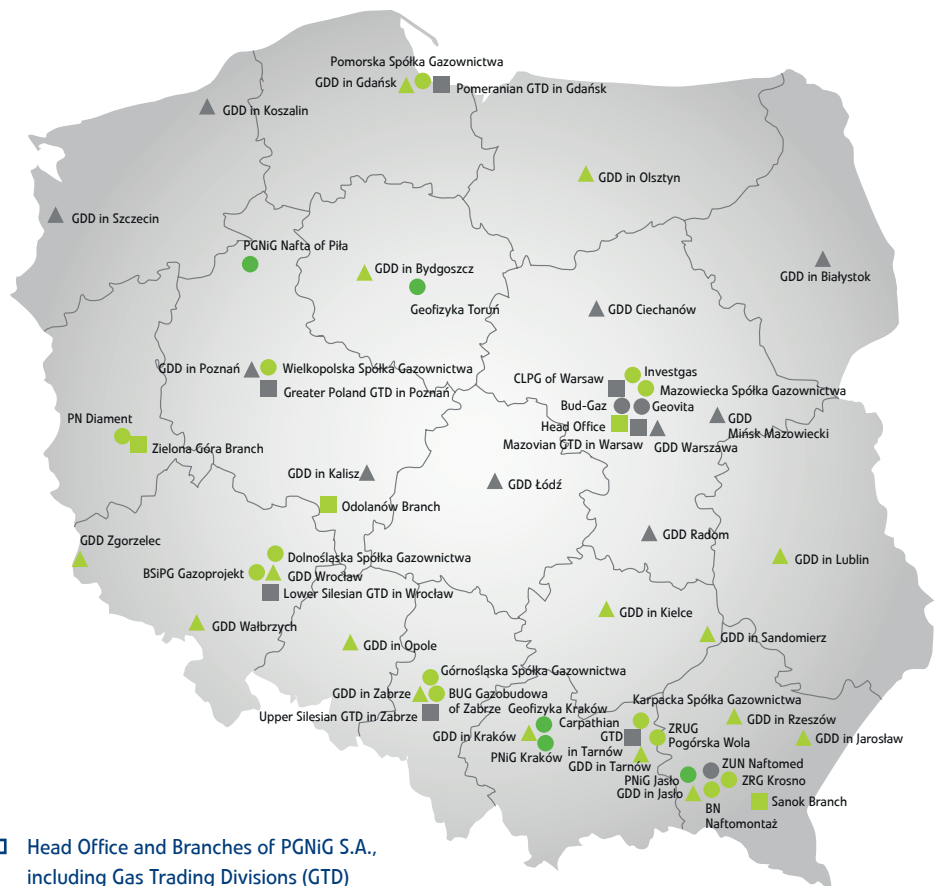 Pomorska Spółka Gazownictwa
GDD in Gdańsk
Pomeranian GTD in Gdańsk
GDD in Koszalin
GDD in Olsztyn
GDD in Szczecin
PGNiG Nafta of Piła
GDD in Bydgoszcz
GDD in Białystok
Geofizyka Toruń
GDD Ciechanów
GDD in Poznań
Wielkopolska Spółka Gazownictwa
Greater Poland GTD in Poznań
Investgas
CLPG of Warsaw
Mazowiecka Spółka Gazownictwa
Bud-Gaz
Geovita
Head Office
GDD
Mińsk Mazowiecki
Mazovian GTD in Warsaw
GDD Warszawa
PN Diament
Zielona Góra Branch
GDD in Kalisz
GDD Łódź
Odolanów Branch
GDD Radom
GDD Zgorzelec
Dolnośląska Spółka Gazownictwa
BSiPG Gazoprojekt
GDD Wrocław
Lower Silesian GTD in Wrocław
GDD in Lublin
GDD Wałbrzych
GDD in Opole
GDD in Kielce
GDD in Sandomierz
Górnośląska Spółka Gazownictwa
GDD in Zabrze
BUG Gazobudowa
of Zabrze
Upper Silesian GTD in Zabrze
Geofizyka Kraków
GDD in Kraków
PNiG Kraków
Karpacka Spółka Gazownictwa
Carpathian
GTD
in Tarnów
GDD in Tarnów
ZRUG
Pogórska Wola
GDD in Rzeszów
GDD in Jarosław
PNiG Jasło
GDD in Jasło
ZUN Naftomed
ZRG Krosno
BN
Naftomontaż
Sanok Branch
Head Office and Branches of PGNiG S.A.,
including Gas Trading Divisions (GTD)